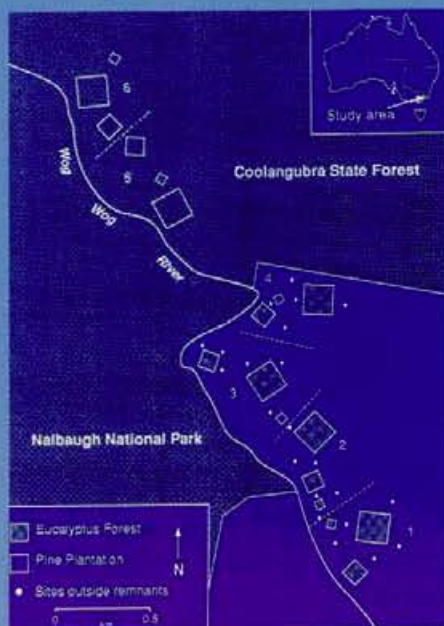 Study area
6
5
Coolangubra State Forest
Wog
Wog
River
4
3
2
1
Nalbaugh National Park
Eucalyptus Forest
Pine Plantation
Sites outside remnants
N
0 0.5